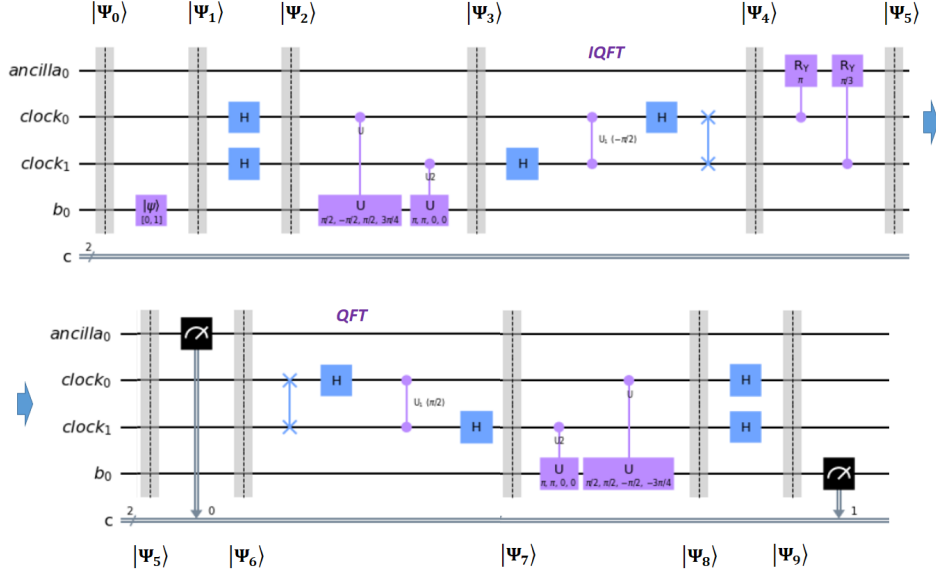 |Ψ₀⟩ |Ψ₁⟩ |Ψ₂⟩ |Ψ₃⟩ |Ψ₄⟩ |Ψ₅⟩
IQFT
ancilla₀ R_Y π R_Y π/3
clock₀ H U H
U₁ (−π/2)
clock₁ H U2 H
b₀ |ψ⟩ [0, 1] U π/2, −π/2, π/2, 3π/4 U π, π, 0, 0
c 2
QFT
ancilla₀
clock₀ H U H
U₁ (π/2)
clock₁ H U2 H
b₀ U π, π, 0, 0 U π/2, π/2, −π/2, −3π/4
c 2 0 1
|Ψ₅⟩ |Ψ₆⟩ |Ψ₇⟩ |Ψ₈⟩ |Ψ₉⟩